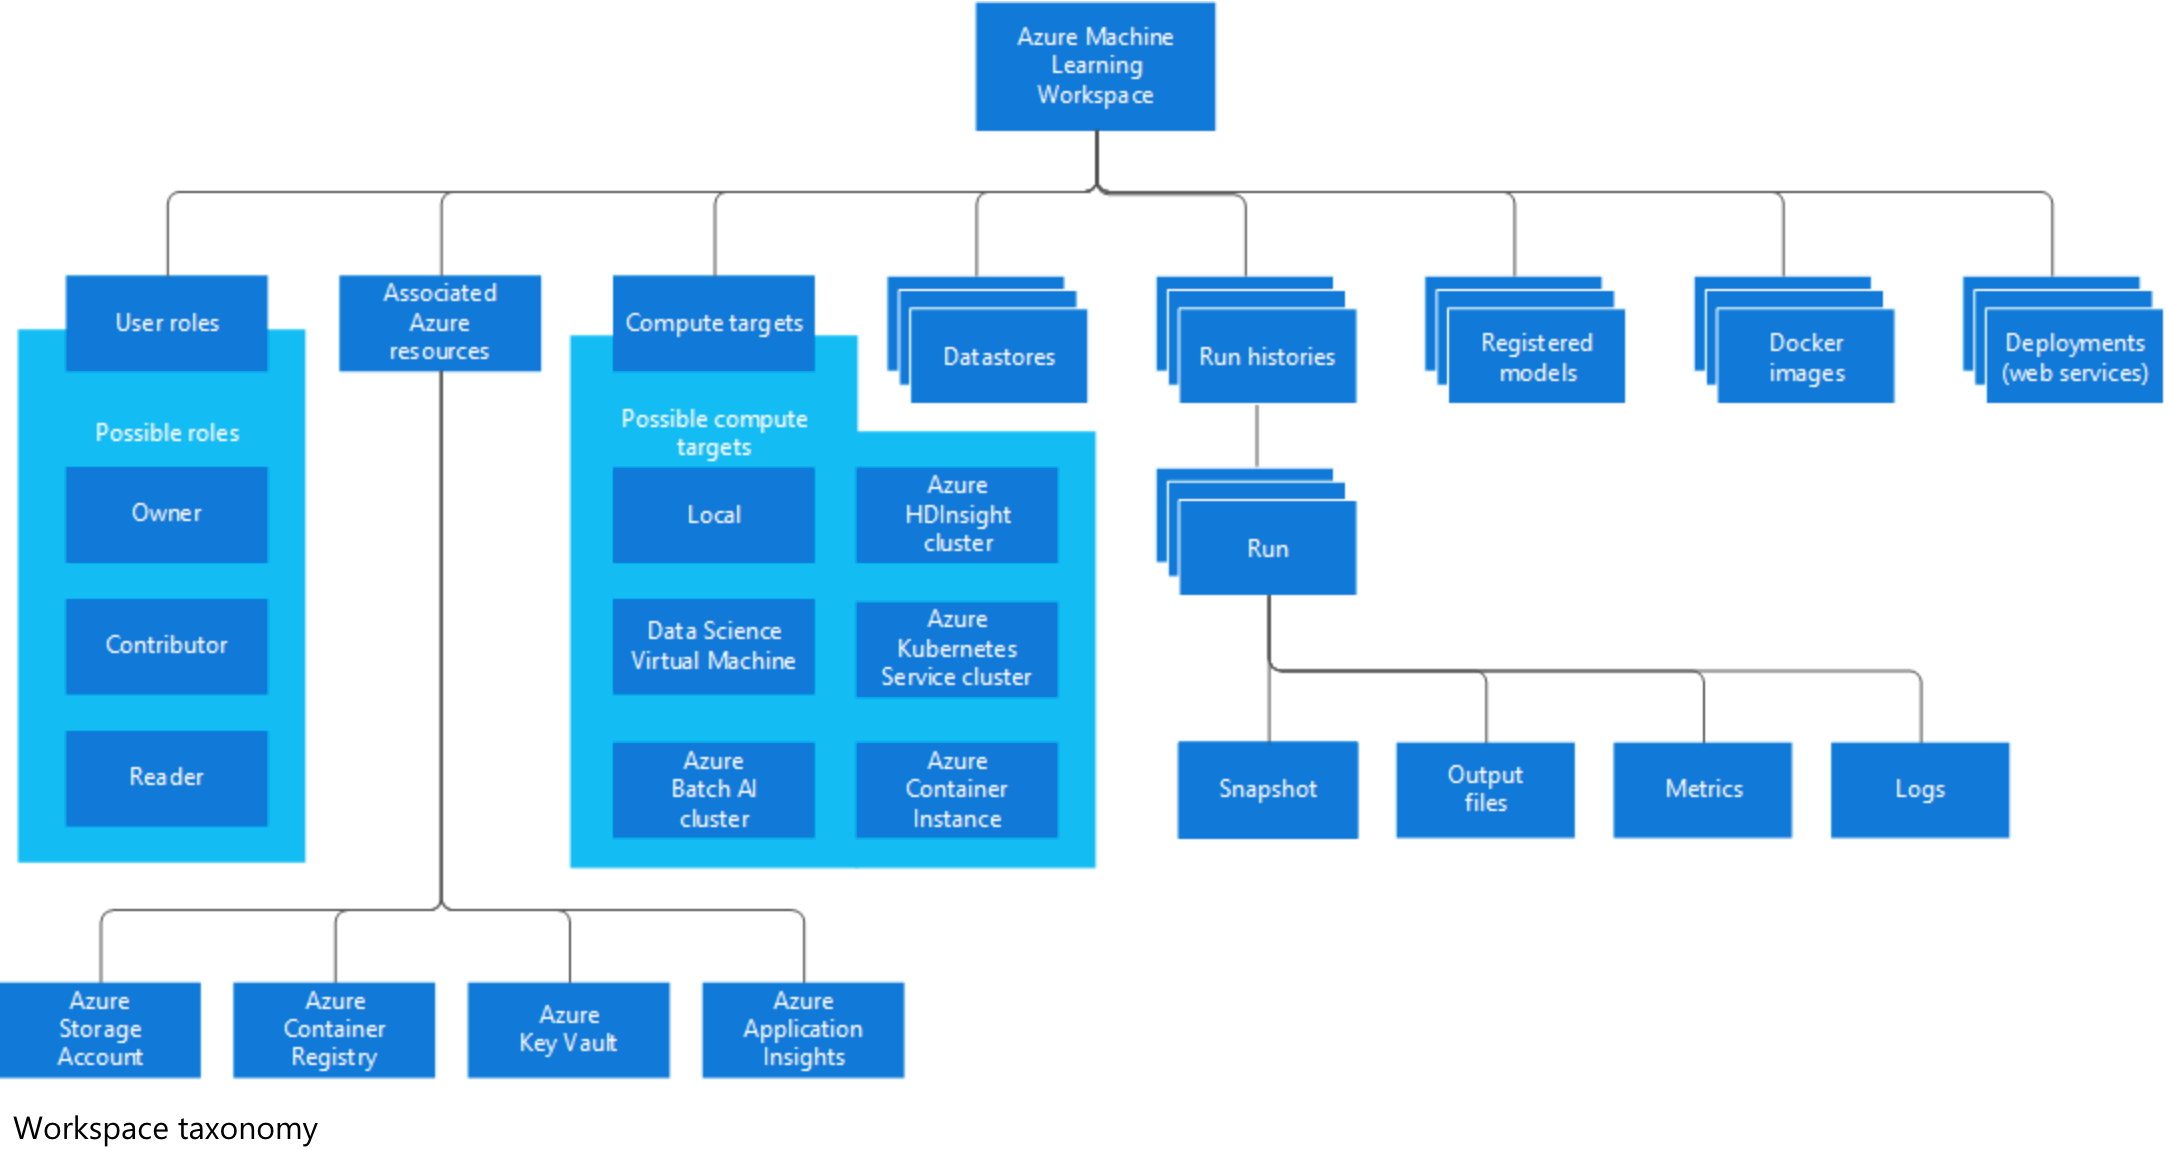 Azure Machine
Learning
Workspace
User roles
Associated
Azure
resources
Compute targets
Datastores
Run histories
Registered
models
Docker
images
Deployments
(web services)
Possible roles
Owner
Contributor
Reader
Possible compute
targets
Local
Azure
HDInsight
cluster
Data Science
Virtual Machine
Azure
Kubernetes
Service cluster
Azure
Batch AI
cluster
Azure
Container
Instance
Run
Snapshot
Output
files
Metrics
Logs
Azure
Storage
Account
Azure
Container
Registry
Azure
Key Vault
Azure
Application
Insights
Workspace taxonomy